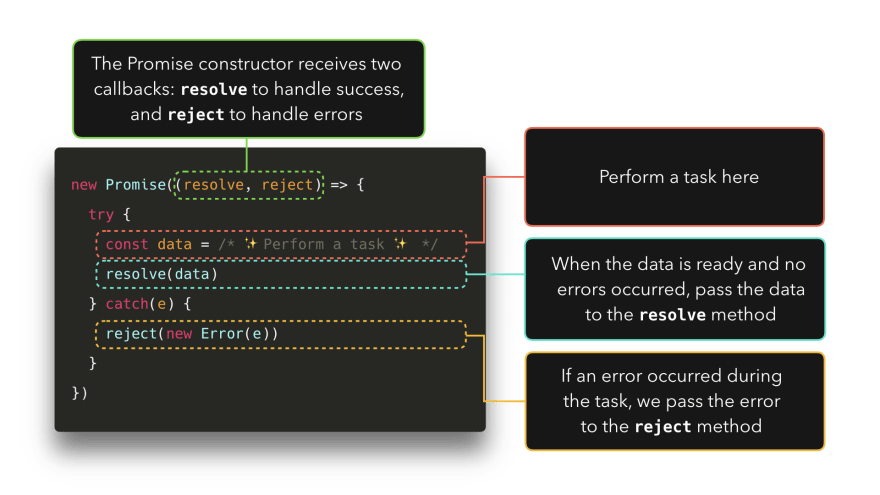 The Promise constructor receives two
callbacks: resolve to handle success,
and reject to handle errors
new Promise((resolve, reject) => {
try {
const data = /* ✨ Perform a task ✨ */
resolve(data)
} catch(e) {
reject(new Error(e))
}
})
Perform a task here
When the data is ready and no
errors occurred, pass the data
to the resolve method
If an error occurred during
the task, we pass the error
to the reject method